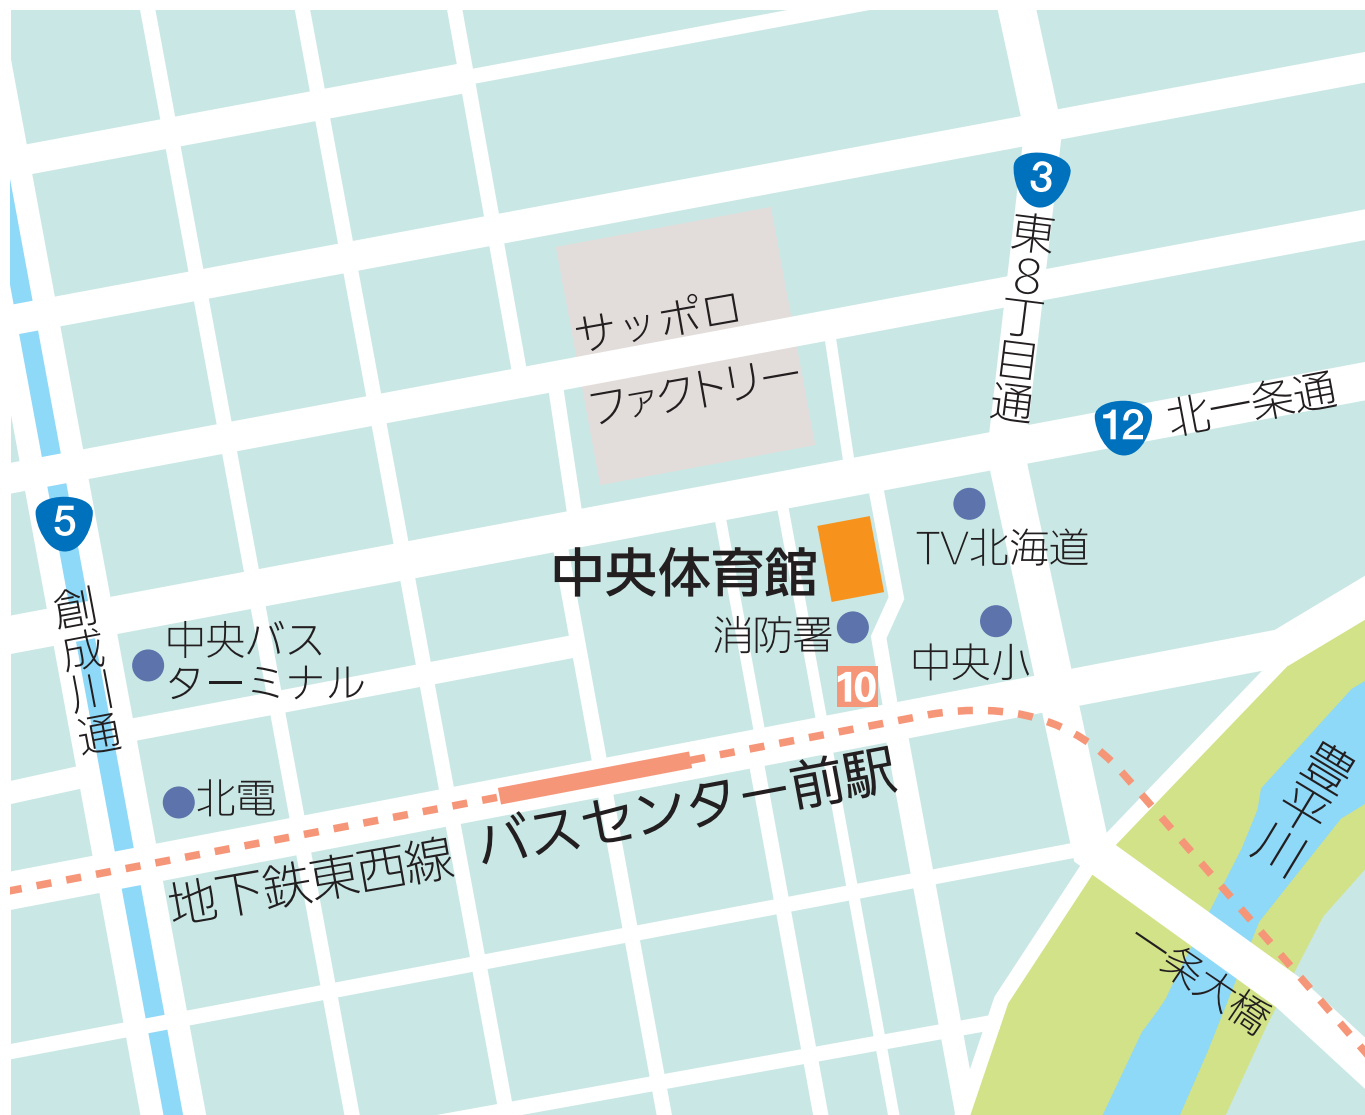 3
東8丁目通
サッポロ
ファクトリー
12
北一条通
5
創成川通
中央体育館
TV北海道
消防署
中央小
中央バス
ターミナル
10
北電
バスセンター前駅
地下鉄東西線
豊平川
一条大橋